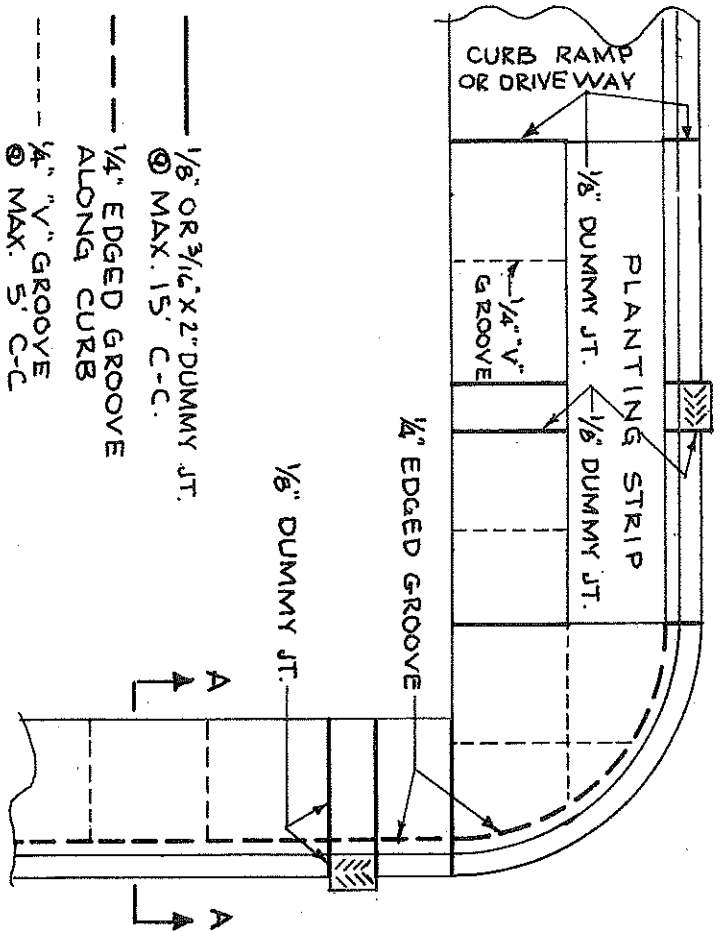 CURB RAMP
OR DRIVEWAY
PLANTING STRIP
1/8" DUMMY JT.
1/8" DUMMY JT.
1/4" "V"
GROOVE
1/4" EDGED GROOVE
1/8" DUMMY JT.
A
A
1/8" OR 3/16" X 2" DUMMY JT.
@ MAX. 15' C-C.
1/4" EDGED GROOVE
ALONG CURB
1/4" "V" GROOVE
@ MAX. 5' C-C